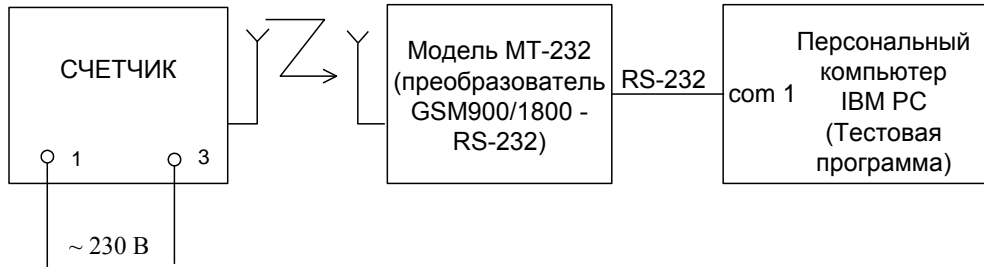 СЧЕТЧИК
1
3
~ 230 В
Модель МТ-232
(преобразователь
GSM900/1800 -
RS-232)
RS-232
com 1
Персональный
компьютер
IBM PC
(Тестовая
программа)